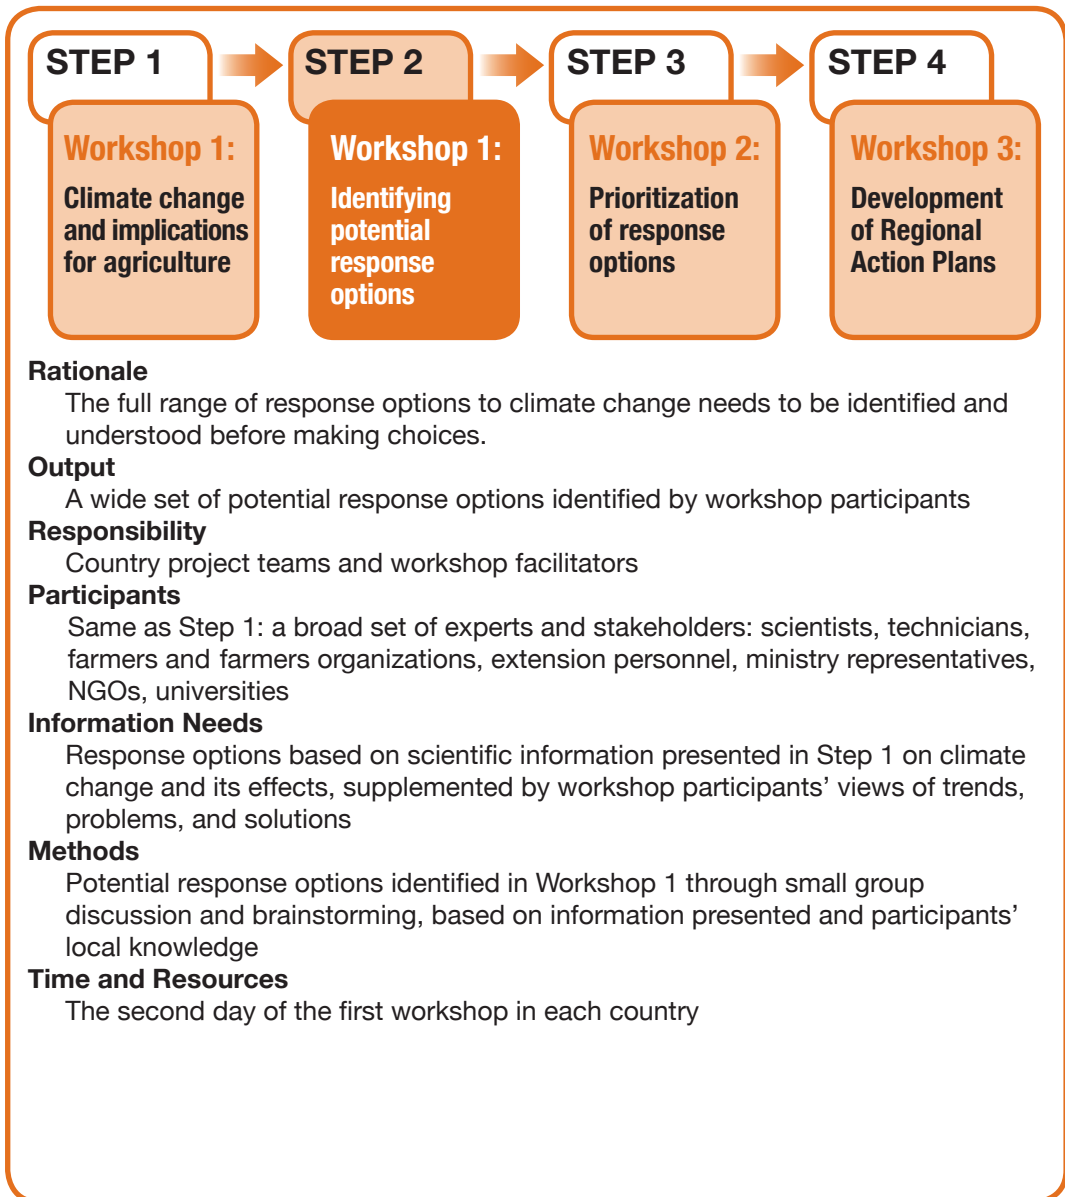 STEP 1
STEP 2
STEP 3
STEP 4
Workshop 1:
Climate change
and implications
for agriculture
Workshop 1:
Identifying
potential
response
options
Workshop 2:
Prioritization
of response
options
Workshop 3:
Development
of Regional
Action Plans
Rationale
The full range of response options to climate change needs to be identified and
understood before making choices.
Output
A wide set of potential response options identified by workshop participants
Responsibility
Country project teams and workshop facilitators
Participants
Same as Step 1: a broad set of experts and stakeholders: scientists, technicians,
farmers and farmers organizations, extension personnel, ministry representatives,
NGOs, universities
Information Needs
Response options based on scientific information presented in Step 1 on climate
change and its effects, supplemented by workshop participants’ views of trends,
problems, and solutions
Methods
Potential response options identified in Workshop 1 through small group
discussion and brainstorming, based on information presented and participants’
local knowledge
Time and Resources
The second day of the first workshop in each country